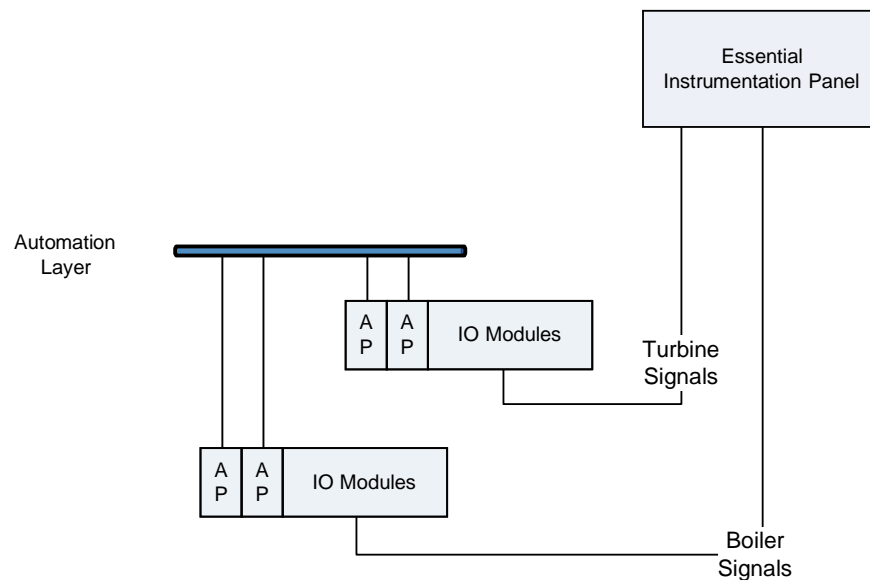 Essential
Instrumentation Panel
Automation
Layer
A
P
A
P
IO Modules
Turbine
Signals
A
P
A
P
IO Modules
Boiler
Signals